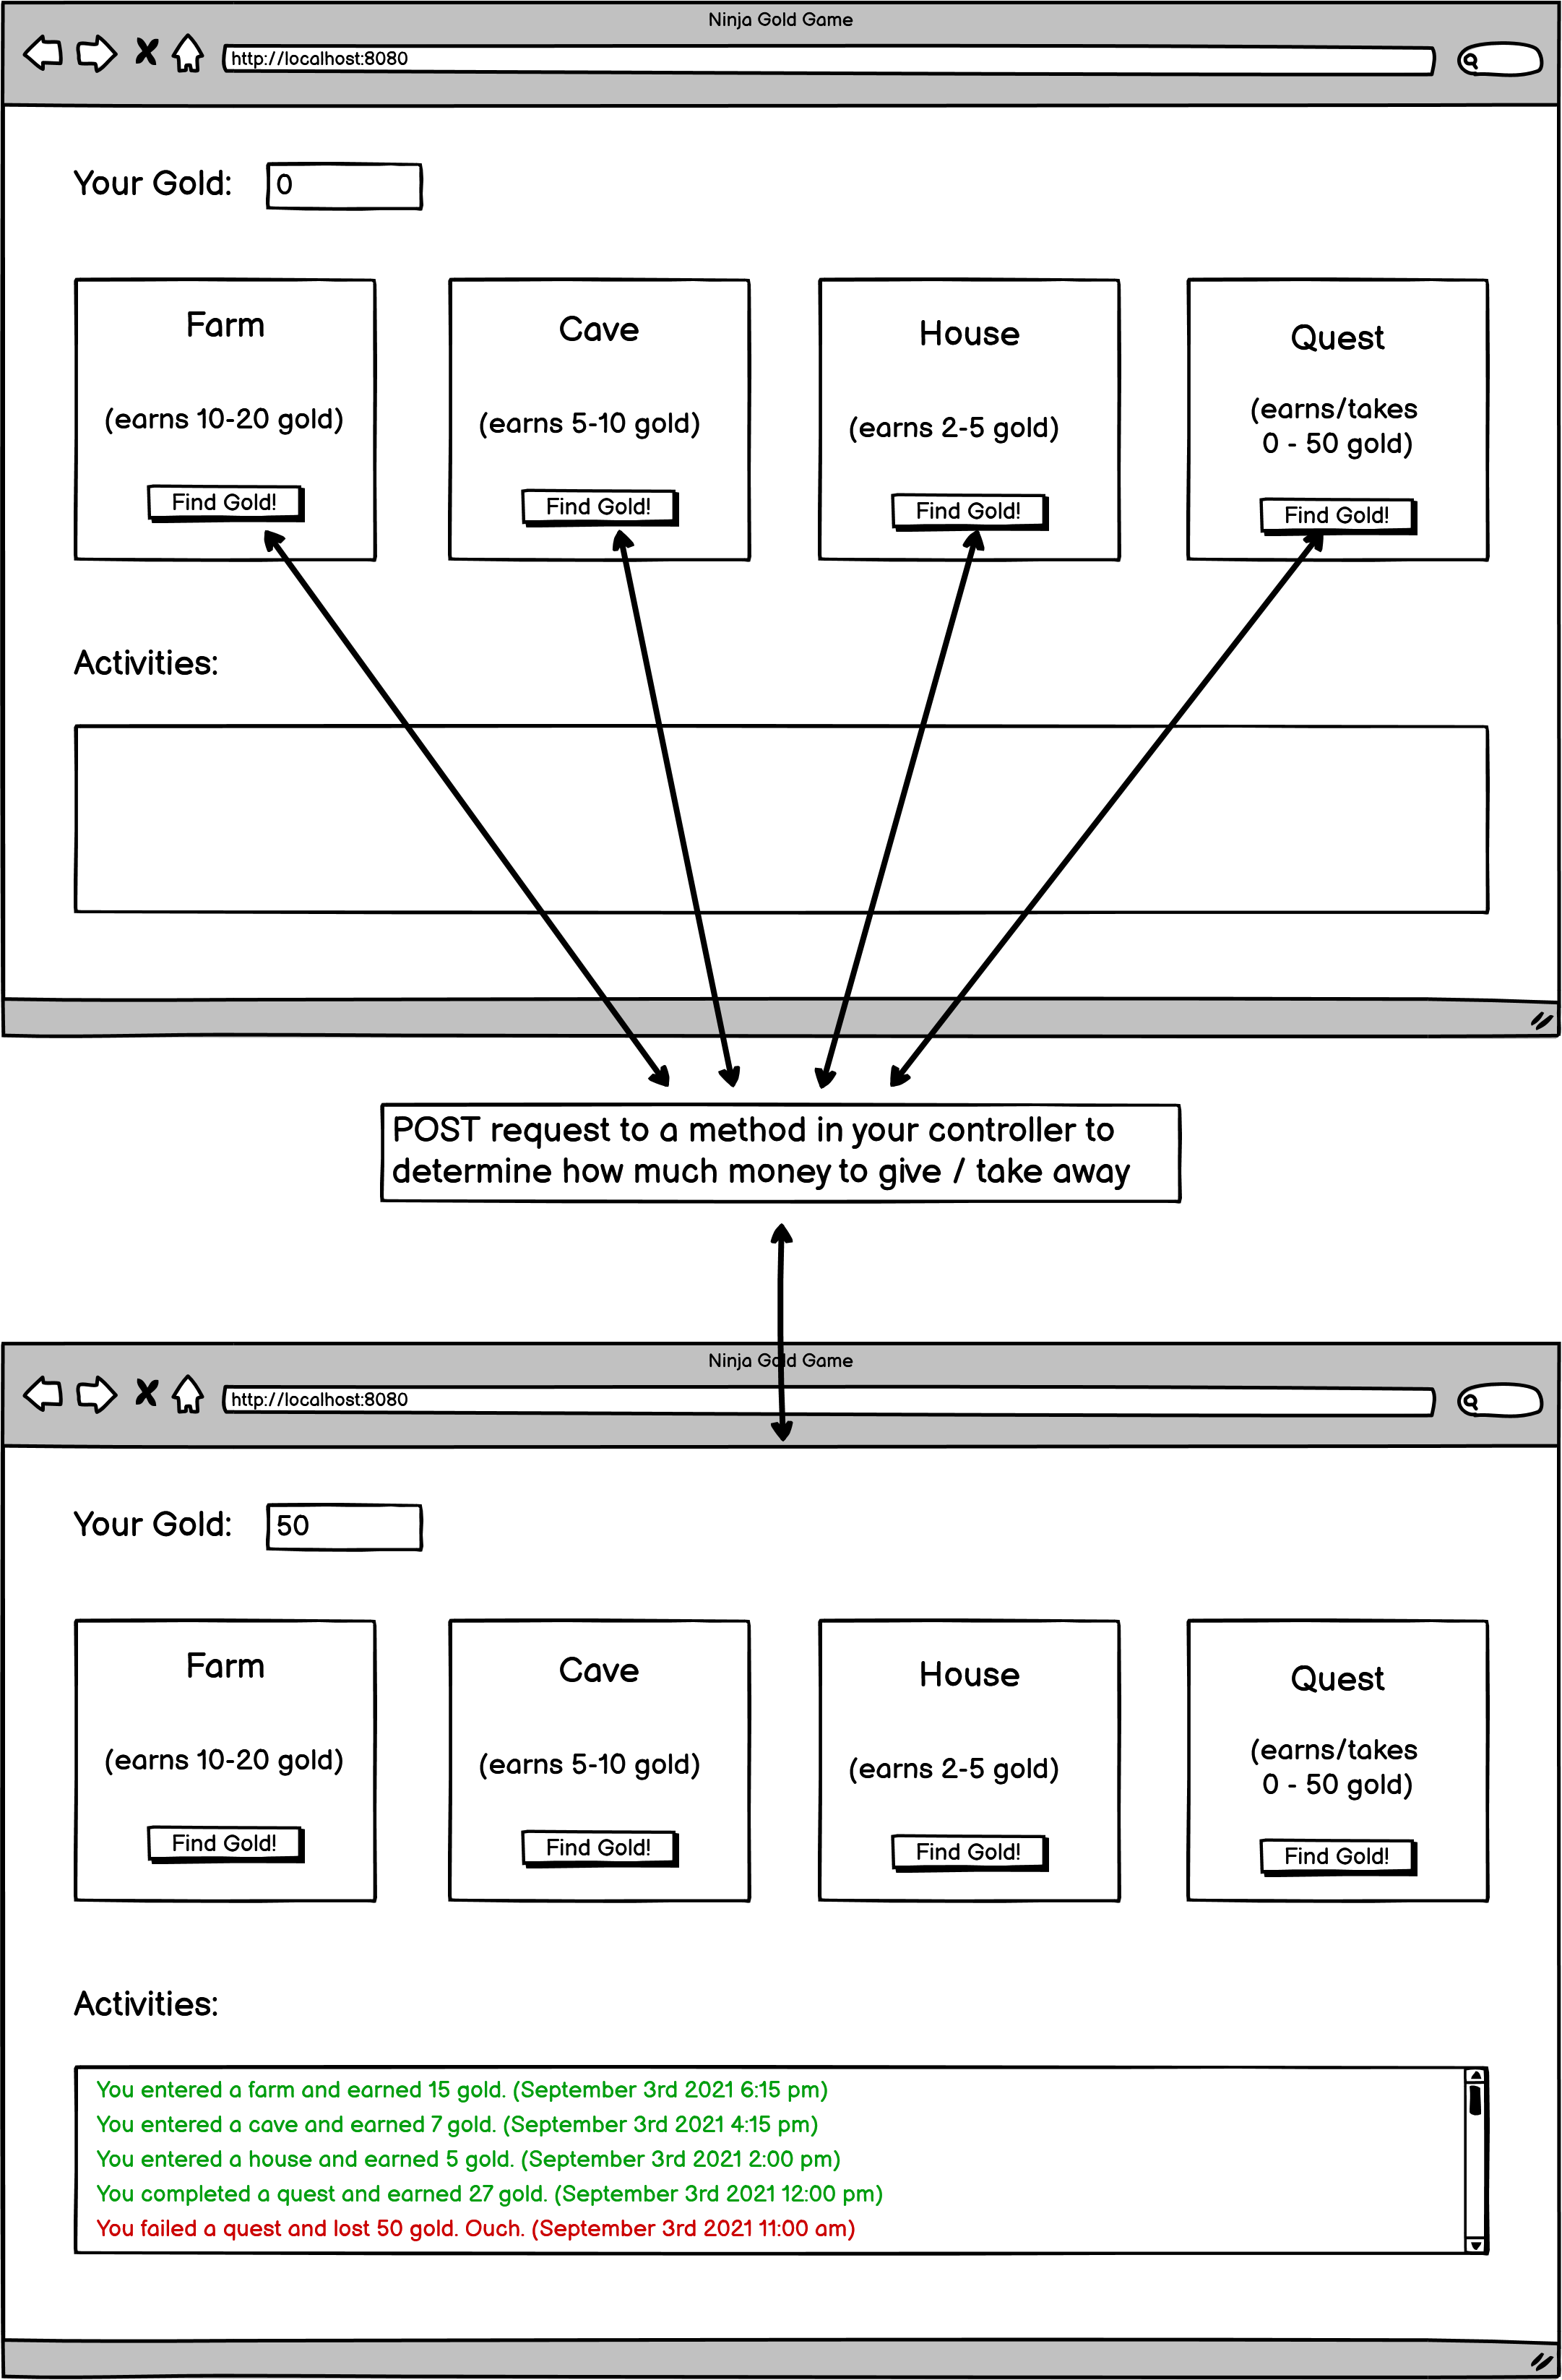 Ninja Gold Game
http://localhost:8080
Your Gold: 0
Farm
(earns 10-20 gold)
Find Gold!
Cave
(earns 5-10 gold)
Find Gold!
House
(earns 2-5 gold)
Find Gold!
Quest
(earns/takes
0 - 50 gold)
Find Gold!
Activities:
POST request to a method in your controller to
determine how much money to give / take away
Ninja Gold Game
http://localhost:8080
Your Gold: 50
Farm
(earns 10-20 gold)
Find Gold!
Cave
(earns 5-10 gold)
Find Gold!
House
(earns 2-5 gold)
Find Gold!
Quest
(earns/takes
0 - 50 gold)
Find Gold!
Activities:
You entered a farm and earned 15 gold. (September 3rd 2021 6:15 pm)
You entered a cave and earned 7 gold. (September 3rd 2021 4:15 pm)
You entered a house and earned 5 gold. (September 3rd 2021 2:00 pm)
You completed a quest and earned 27 gold. (September 3rd 2021 12:00 pm)
You failed a quest and lost 50 gold. Ouch. (September 3rd 2021 11:00 am)